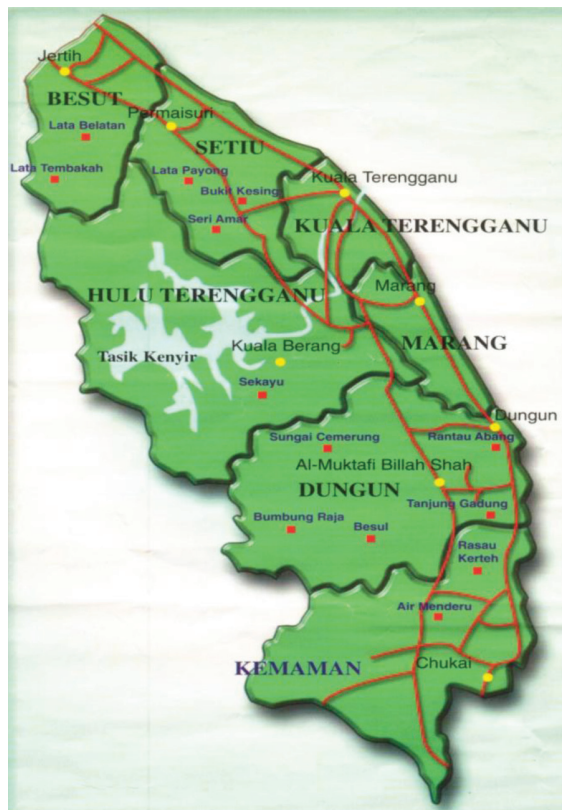 Jertih
BESUT
Permaisuri
Lata Belatan
SETIU
Lata Tembakah
Lata Payong
Kuala Terengganu
Bukit Kesing
Seri Amar
KUALA TERENGGANU
HULU TERENGGANU
Marang
Kuala Berang
MARANG
Tasik Kenyir
Sekayu
Dungun
Sungai Cemerung
Rantau Abang
Al-Muktafi Billah Shah
DUNGUN
Tanjung Gadung
Bumbung Raja
Besul
Rasau
Kerteh
Air Menderu
KEMAMAN
Chukai